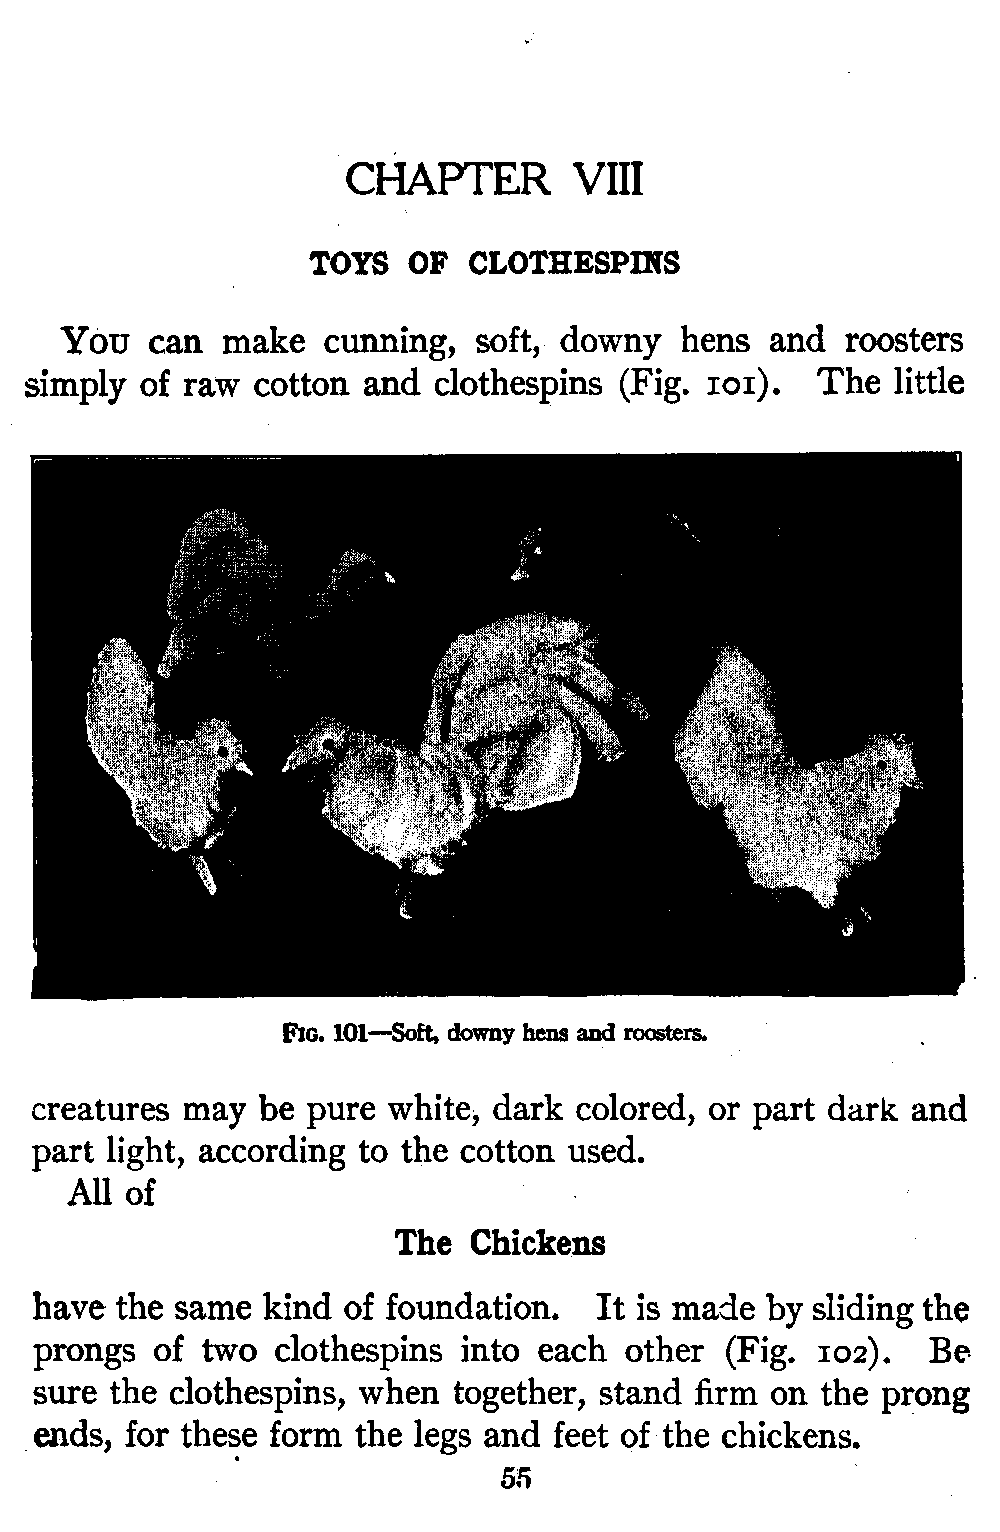 CHAPTER VIII
TOYS OF CLOTHESPINS
YOU can make cunning, soft, downy hens and roosters
simply of raw cotton and clothespins (Fig. 101). The little
FIG. 101—Soft, downy hens and roosters.
creatures may be pure white, dark colored, or part dark and
part light, according to the cotton used.
All of
The Chickens
have the same kind of foundation. It is made by sliding the
prongs of two clothespins into each other (Fig. 102). Be
sure the clothespins, when together, stand firm on the prong
ends, for these form the legs and feet of the chickens.
55